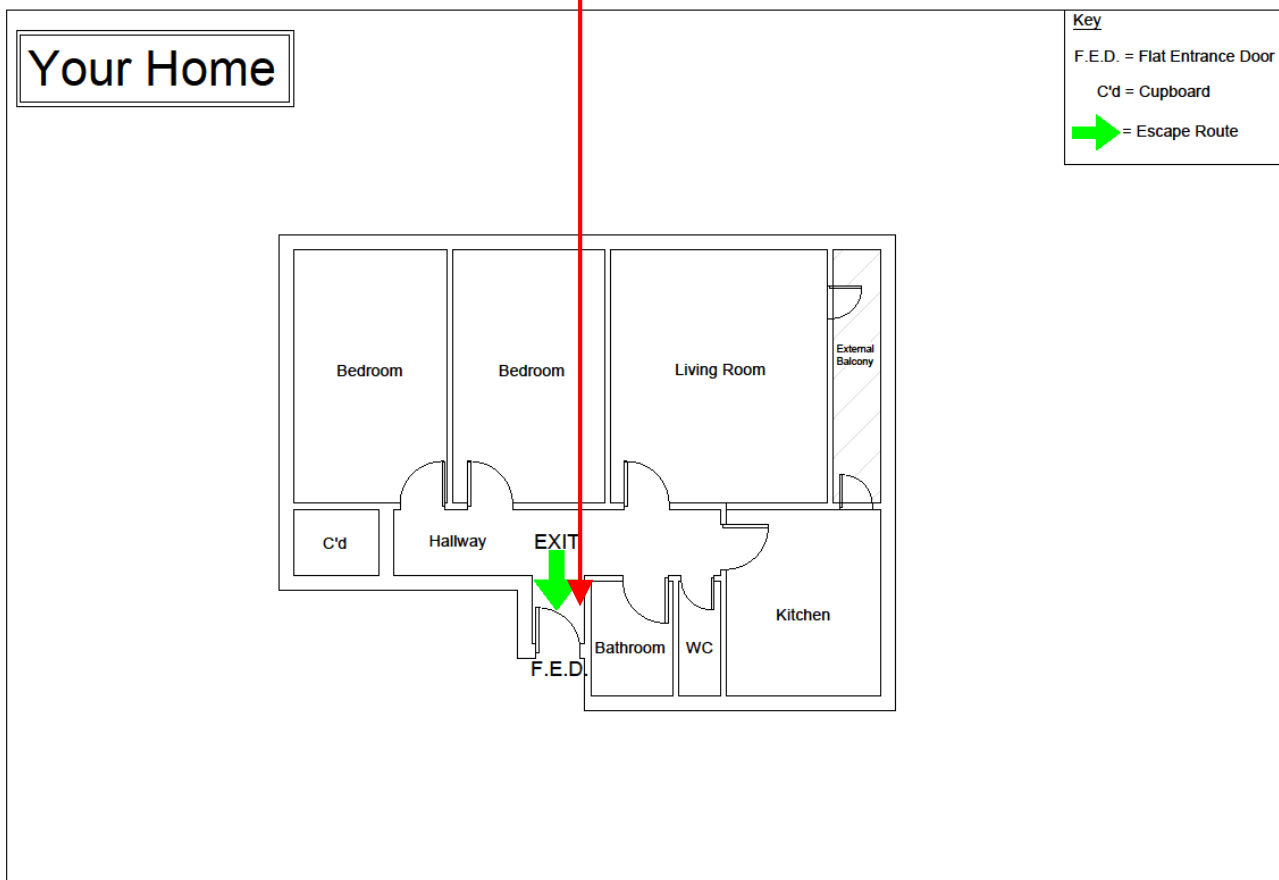 Your Home
Key
F.E.D. = Flat Entrance Door
C'd = Cupboard
= Escape Route
Bedroom
Bedroom
Living Room
External
Balcony
C'd
Hallway
EXIT
Kitchen
Bathroom
WC
F.E.D.